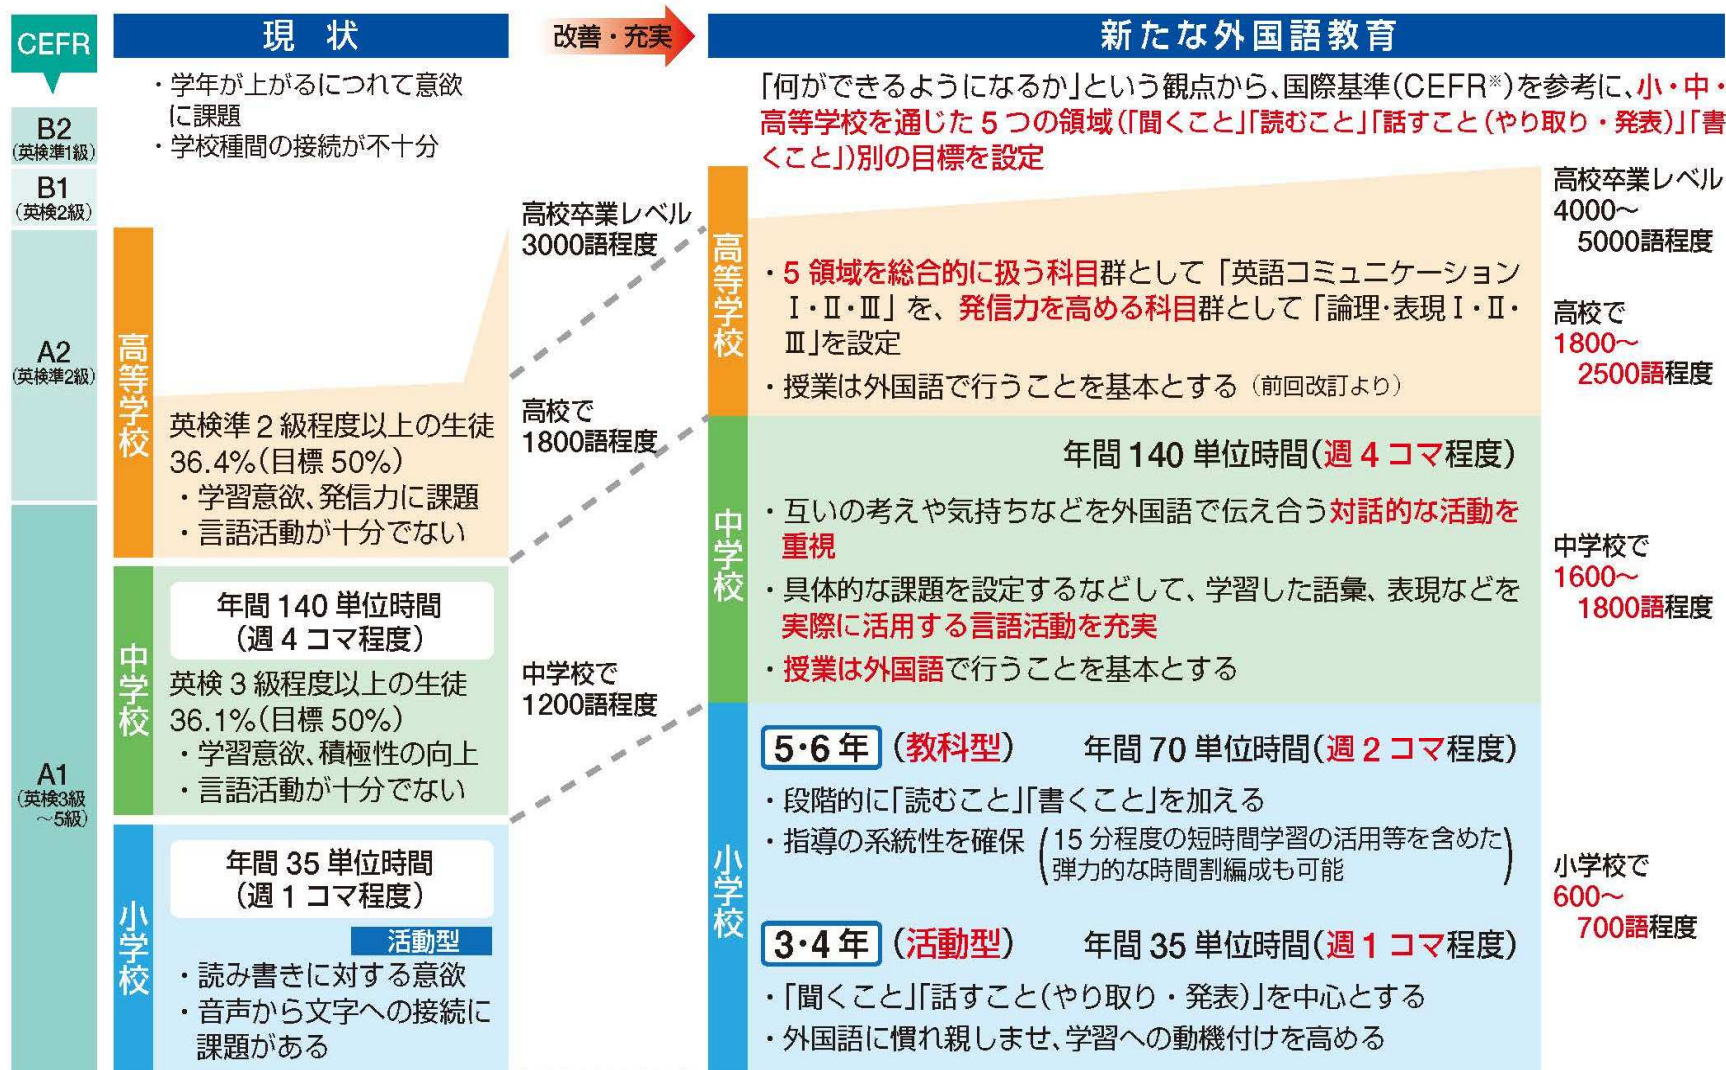 CEFR
B2
(英検準1級)
B1
(英検2級)
A2
(英検準2級)
A1
(英検3級
～5級)
現状
・学年が上がるにつれて意欲
に課題
・学校種間の接続が不十分
高等学校
英検準2級程度以上の生徒
36.4%(目標50%)
・学習意欲、発信力に課題
・言語活動が十分でない
中学校
年間140単位時間
(週4コマ程度)
英検3級程度以上の生徒
36.1%(目標50%)
・学習意欲、積極性の向上
・言語活動が十分でない
小学校
年間35単位時間
(週1コマ程度)
活動型
・読み書きに対する意欲
・音声から文字への接続に
課題がある
改善・充実
高校卒業レベル
3000語程度
高校で
1800語程度
中学校で
1200語程度
新たな外国語教育
「何ができるようになるか」という観点から、国際基準(CEFR※)を参考に、小・中・
高等学校を通じた5つの領域(「聞くこと」「読むこと」「話すこと(やり取り・発表)」「書
くこと」)別の目標を設定
高等学校
・5領域を総合的に扱う科目群として「英語コミュニケーション
Ⅰ・Ⅱ・Ⅲ」を、発信力を高める科目群として「論理・表現Ⅰ・Ⅱ・
Ⅲ」を設定
・授業は外国語で行うことを基本とする（前回改訂より）
中学校
年間140単位時間(週4コマ程度)
・互いの考えや気持ちなどを外国語で伝え合う対話的な活動を
重視
・具体的な課題を設定するなどして、学習した語彙、表現などを
実際に活用する言語活動を充実
・授業は外国語で行うことを基本とする
小学校
5・6年 (教科型) 年間70単位時間(週2コマ程度)
・段階的に「読むこと」「書くこと」を加える
・指導の系統性を確保(15分程度の短時間学習の活用等を含めた
弾力的な時間割編成も可能)
3・4年 (活動型) 年間35単位時間(週1コマ程度)
・「聞くこと」「話すこと(やり取り・発表)」を中心とする
・外国語に慣れ親しませ、学習への動機付けを高める
高校卒業レベル
4000～
5000語程度
高校で
1800～
2500語程度
中学校で
1600～
1800語程度
小学校で
600～
700語程度